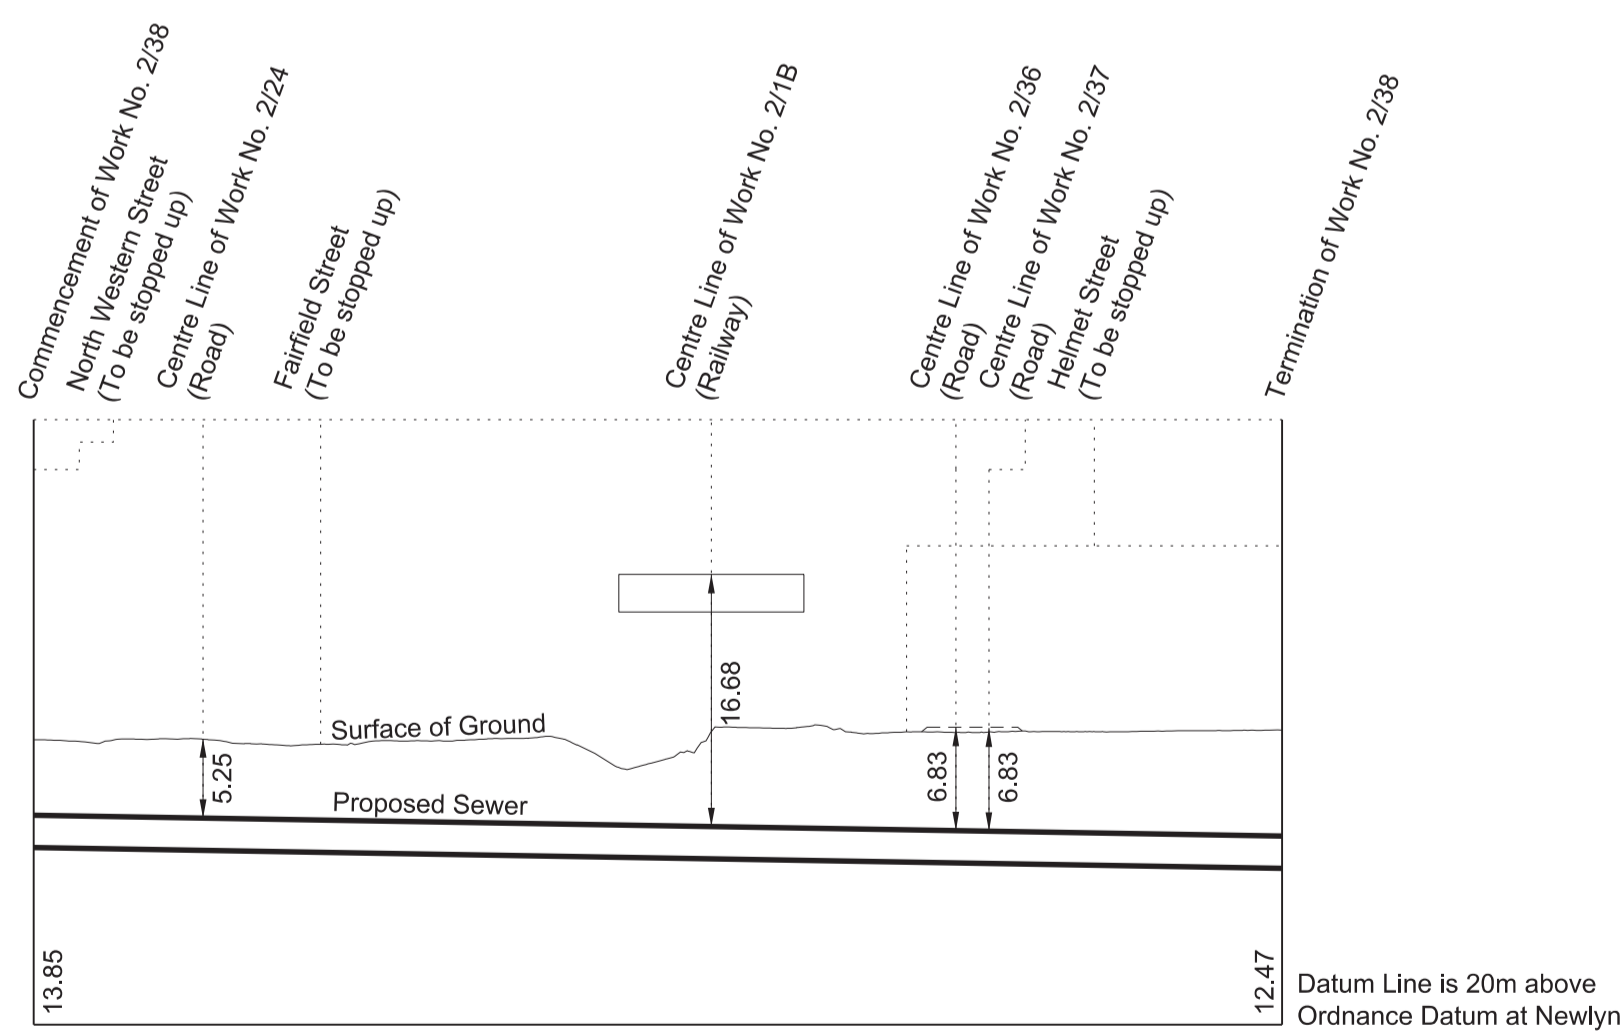 Commencement of Work No. 2/38
North Western Street
(To be stopped up)
Centre Line of Work No. 2/24
(Road)
Fairfield Street
(To be stopped up)
Centre Line of Work No. 2/1B
(Railway)
Centre Line of Work No. 2/36
(Road)
Centre Line of Work No. 2/37
(Road)
Helmet Street
(To be stopped up)
Termination of Work No. 2/38
16.68
Surface of Ground
5.25
6.83
6.83
Proposed Sewer
13.85
12.47
Datum Line is 20m above
Ordnance Datum at Newlyn